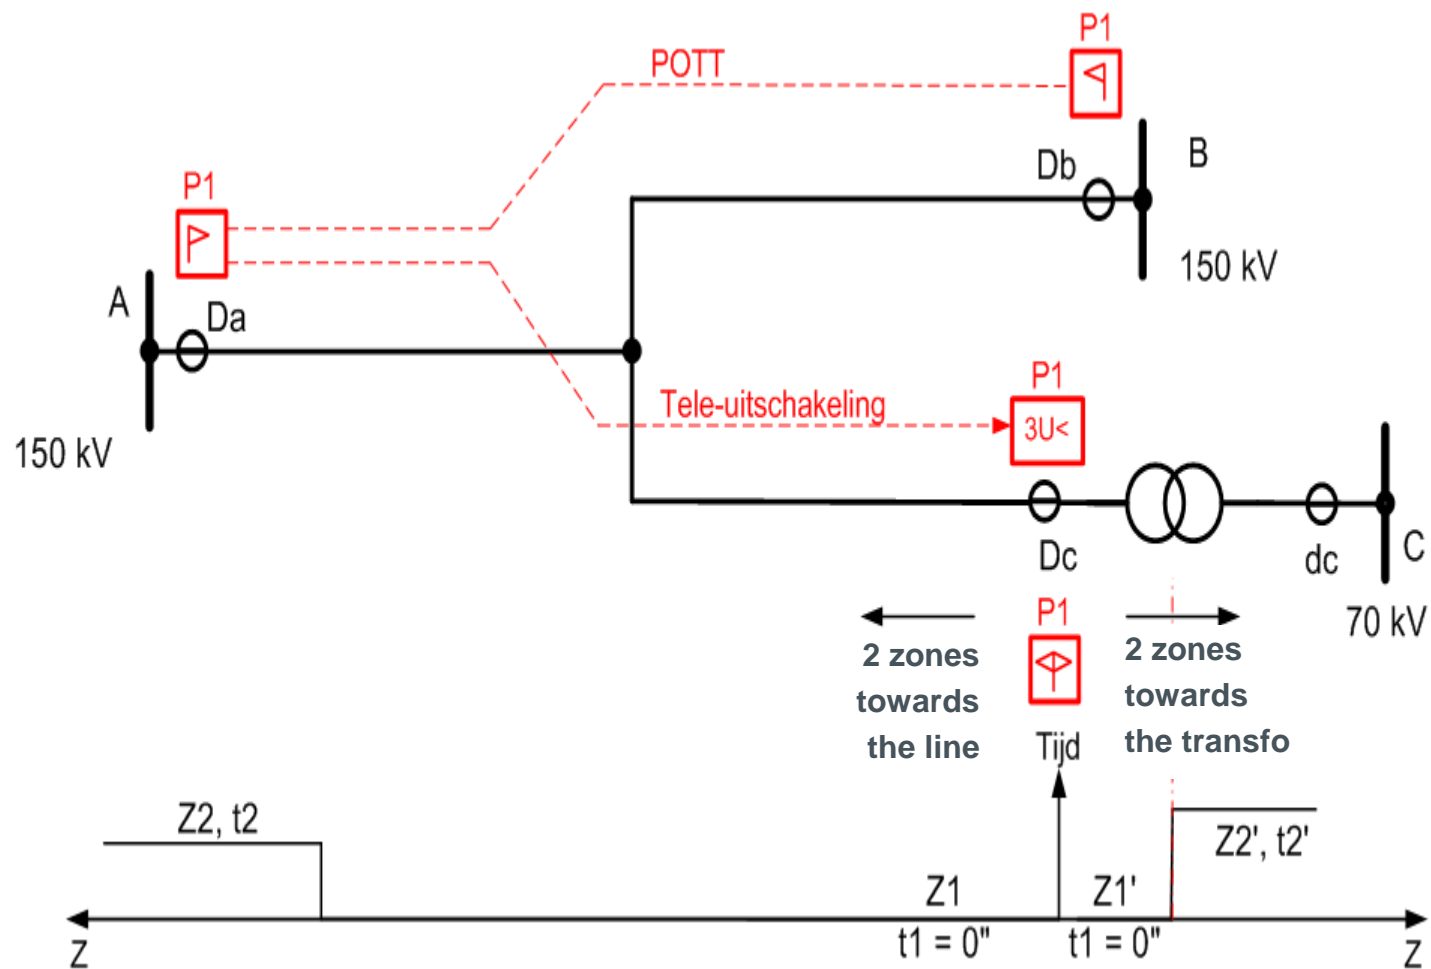 P1
POTT
B
Db
P1
150 kV
A
Da
P1
150 kV
Tele-uitschakeling
3U<
Dc
dc
C
70 kV
P1
2 zones
towards
the line
2 zones
towards
the transfo
Tijd
Z2, t2
Z2', t2'
Z1
Z1'
t1 = 0"
t1 = 0"
Z
Z